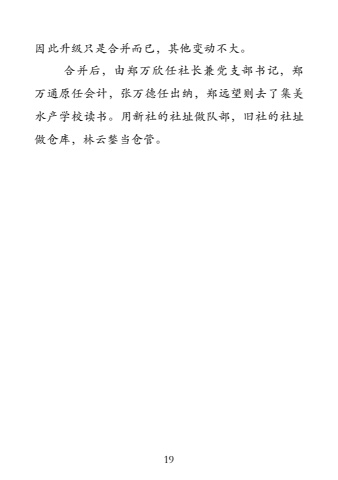 因此升级只是合并而已，其他变动不大。
合并后，由郑万欣任社长兼党支部书记，郑
万通原任会计，张万德任出纳，郑远望则去了集美
水产学校读书。用新社的社址做队部，旧社的社址
做仓库，林云鍪当仓管。
19